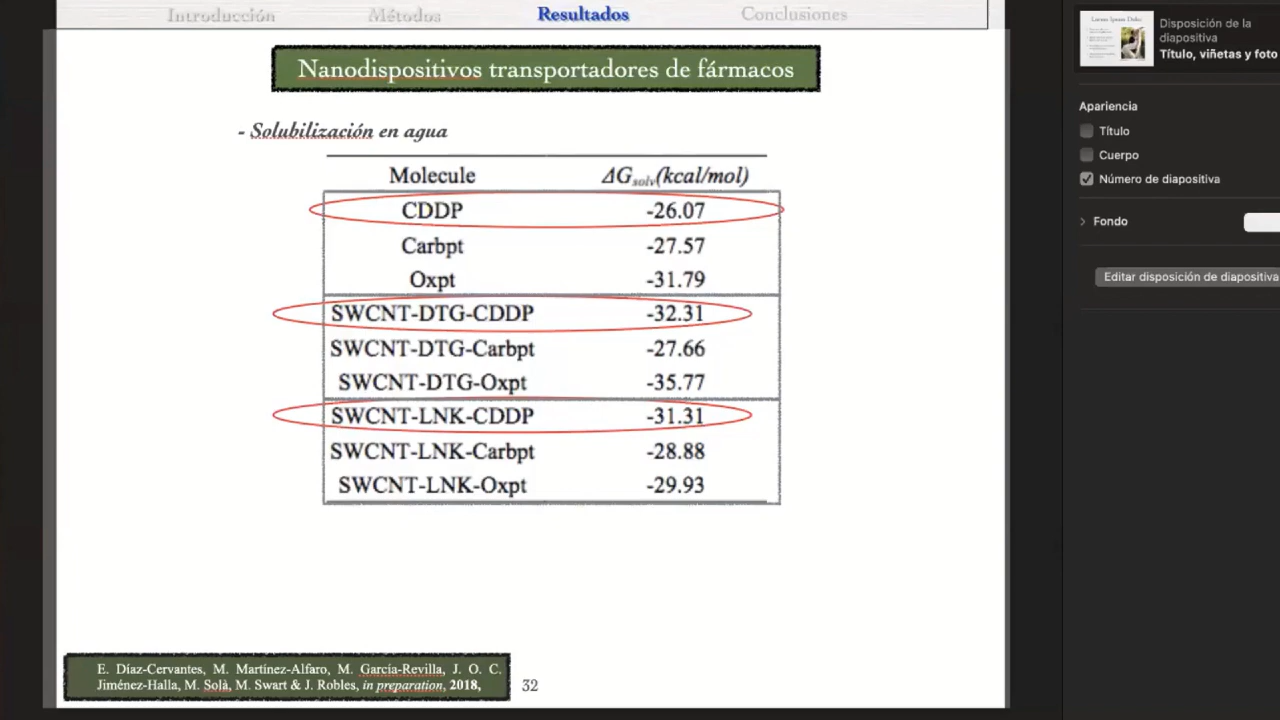 Introducción Métodos Resultados Conclusiones
Nanodispositivos transportadores de fármacos
- Solubilización en agua
Molecule ΔGsolv(kcal/mol)
CDDP -26.07
Carbpt -27.57
Oxpt -31.79
SWCNT-DTG-CDDP -32.31
SWCNT-DTG-Carbpt -27.66
SWCNT-DTG-Oxpt -35.77
SWCNT-LNK-CDDP -31.31
SWCNT-LNK-Carbpt -28.88
SWCNT-LNK-Oxpt -29.93
E. Díaz-Cervantes, M. Martínez-Alfaro, M. García-Revilla, J. O. C.
Jiménez-Halla, M. Solà, M. Swart & J. Robles, in preparation, 2018,
32
Lorem Ipsum Dolor
Disposición de la
diapositiva
Título, viñetas y foto
Apariencia
Título
Cuerpo
Número de diapositiva
Fondo
Editar disposición de diapositiva